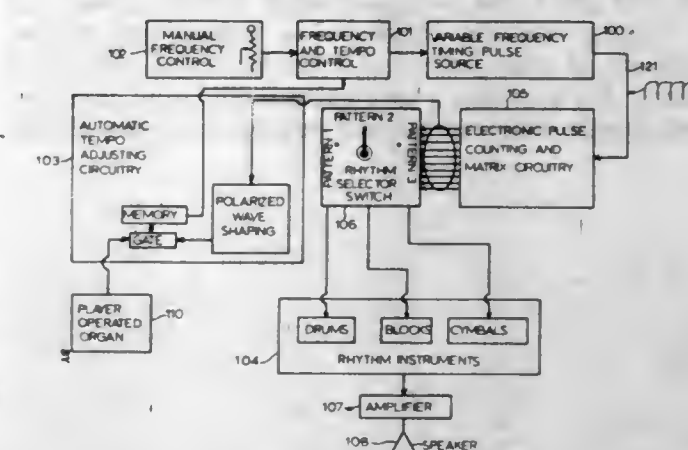 MANUAL
FREQUENCY
CONTROL
102
FREQUENCY
AND TEMPO
CONTROL
101
VARIABLE FREQUENCY
TIMING PULSE
SOURCE
100
121
105
AUTOMATIC
TEMPO
ADJUSTING
CIRCUITRY
103
MEMORY
GATE
POLARIZED
WAVE
SHAPING
PATTERN 1
PATTERN 2
PATTERN 3
RHYTHM
SELECTOR
SWITCH
106
ELECTRONIC PULSE
COUNTING AND
MATRIX CIRCUITRY
PLAYER
OPERATED
ORGAN
110
DRUMS
BLOCKS
CYMBALS
RHYTHM INSTRUMENTS
104
107
AMPLIFIER
108
SPEAKER